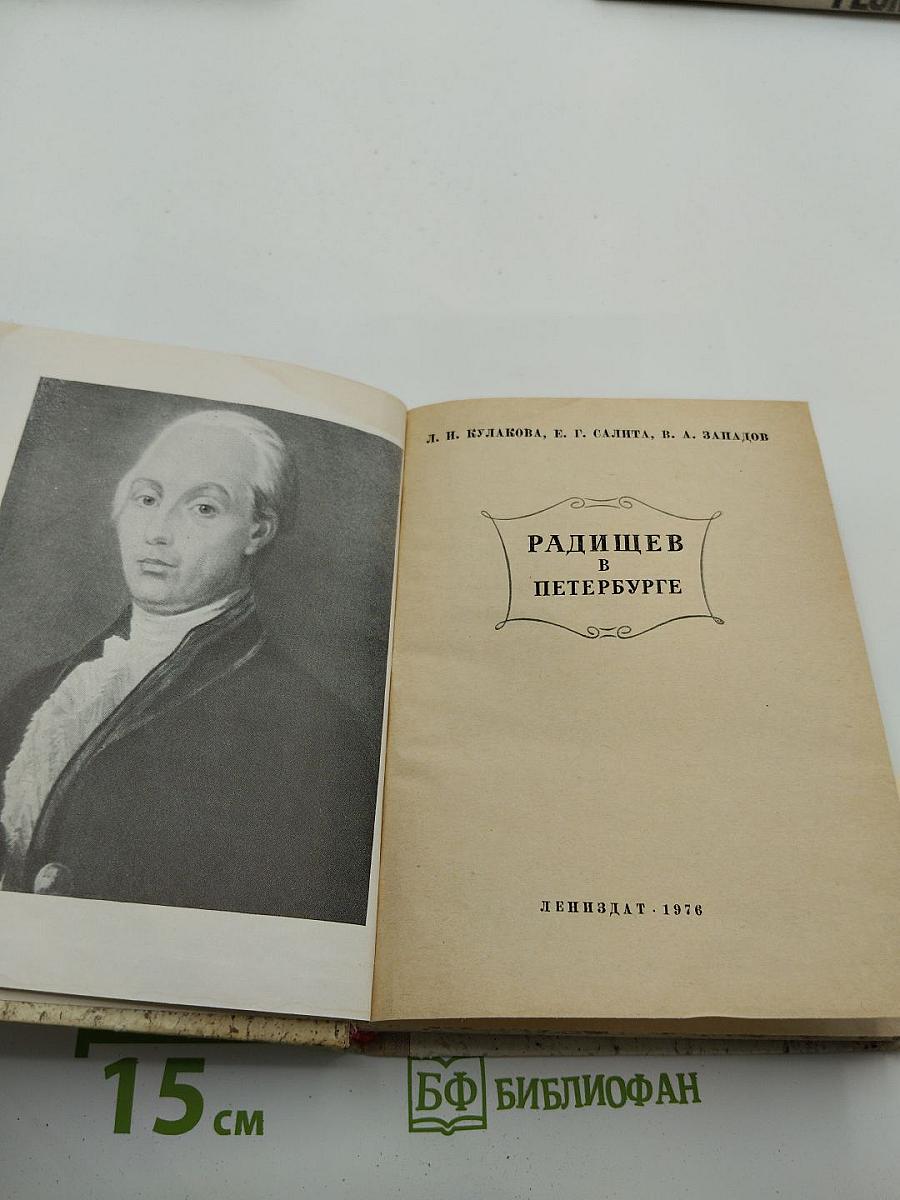 Л. И. КУЛАКОВА, Е. Г. САЛИТА, В. А. ЗАПАДОВ
РАДИЩЕВ
В
ПЕТЕРБУРГЕ
ЛЕНИЗДАТ · 1976
15 см
БФ БИБЛИОФАН